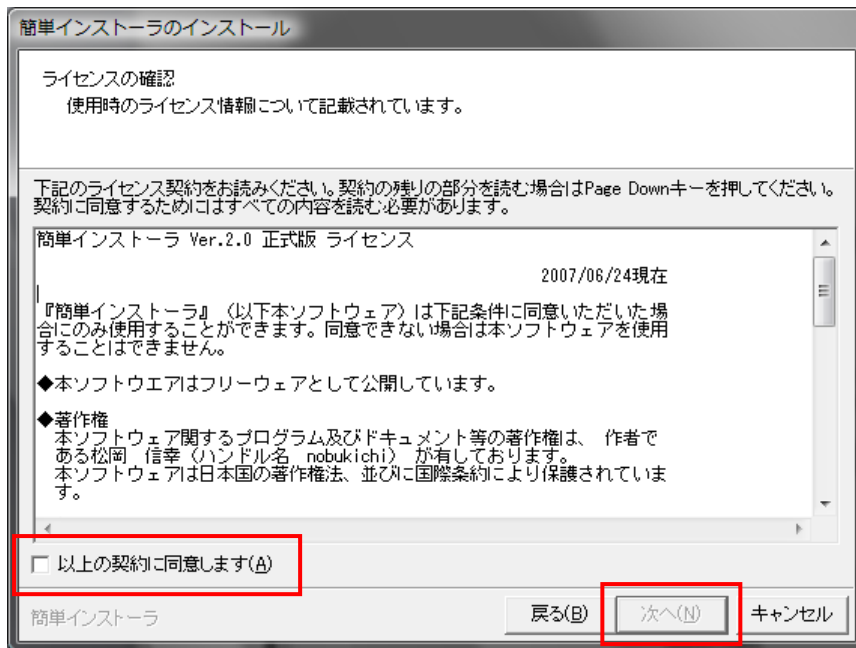 簡単インストーラのインストール
ライセンスの確認
使用時のライセンス情報について記載されています。
下記のライセンス契約をお読みください。契約の残りの部分を読む場合はPage Downキーを押してください。
契約に同意するためにはすべての内容を読む必要があります。
簡単インストーラ Ver.2.0 正式版 ライセンス
2007/06/24現在
『簡単インストーラ』（以下本ソフトウェア）は下記条件に同意いただいた場
合にのみ使用することができます。同意できない場合は本ソフトウェアを使用
することはできません。
◆本ソフトウエアはフリーウェアとして公開しています。
◆著作権
本ソフトウェア関するプログラム及びドキュメント等の著作権は、 作者で
ある松岡 信幸（ハンドル名 nobukichi） が有しております。
本ソフトウェアは日本国の著作権法、並びに国際条約により保護されていま
す。
以上の契約に同意します(A)
簡単インストーラ
戻る(B) 次へ(N) キャンセル